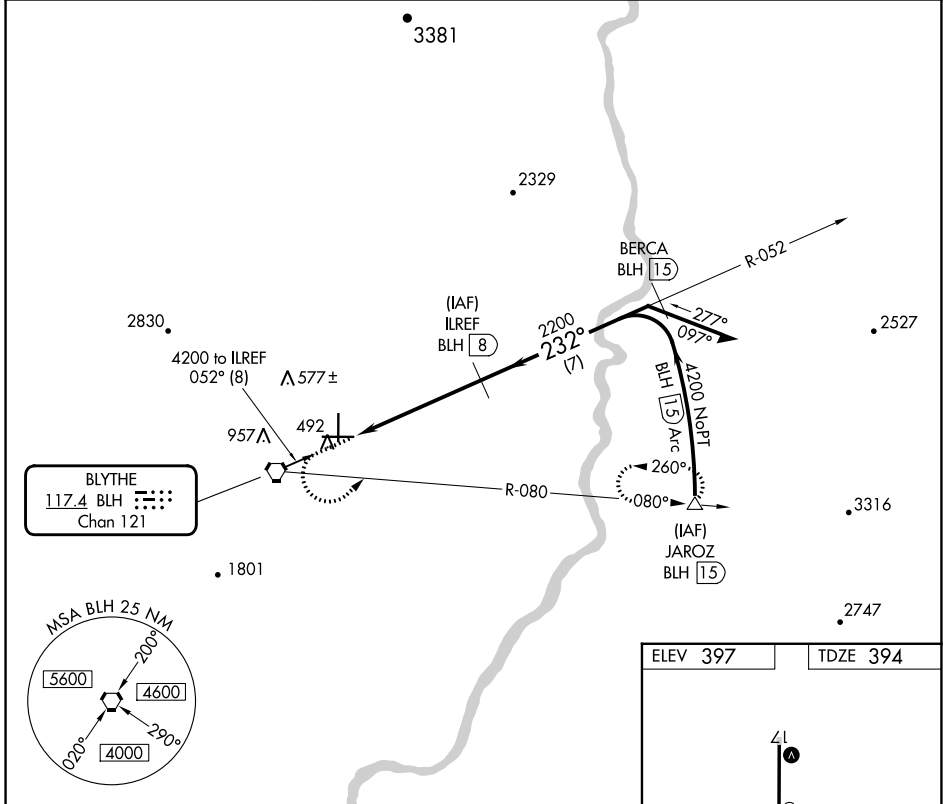 3381
2329
BERCA
BLH 15
R-052
(IAF)
ILREF
BLH 8
2200
232°
(7)
277°
097°
2830
2527
4200 to ILREF
052° (8)
577 ±
4200 NoPT
BLH 15 Arc
957
492
BLYTHE
117.4 BLH
Chan 121
R-080
260°
080°
(IAF)
JAROZ
BLH 15
3316
1801
2747
MSA BLH 25 NM
200°
5600
4600
290°
020°
4000
ELEV 397
TDZE 394
17
V